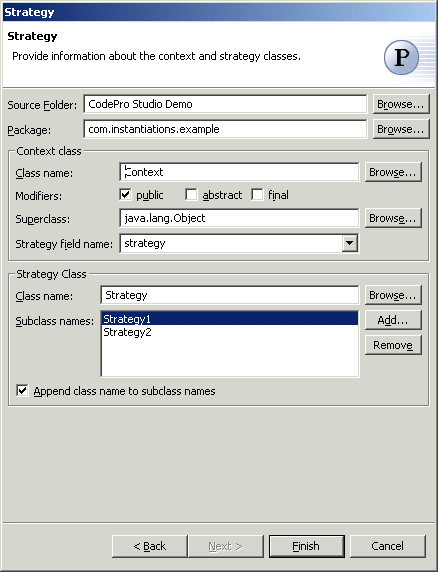 Strategy
Strategy
Provide information about the context and strategy classes.
P
Source Folder: CodePro Studio Demo Browse...
Package: com.instantiations.example Browse...
Context class
Class name: Context Browse...
Modifiers: public abstract final
Superclass: java.lang.Object Browse...
Strategy field name: strategy
Strategy Class
Class name: Strategy Browse...
Subclass names: Strategy1 Add...
Strategy2
Remove
Append class name to subclass names
< Back Next > Finish Cancel